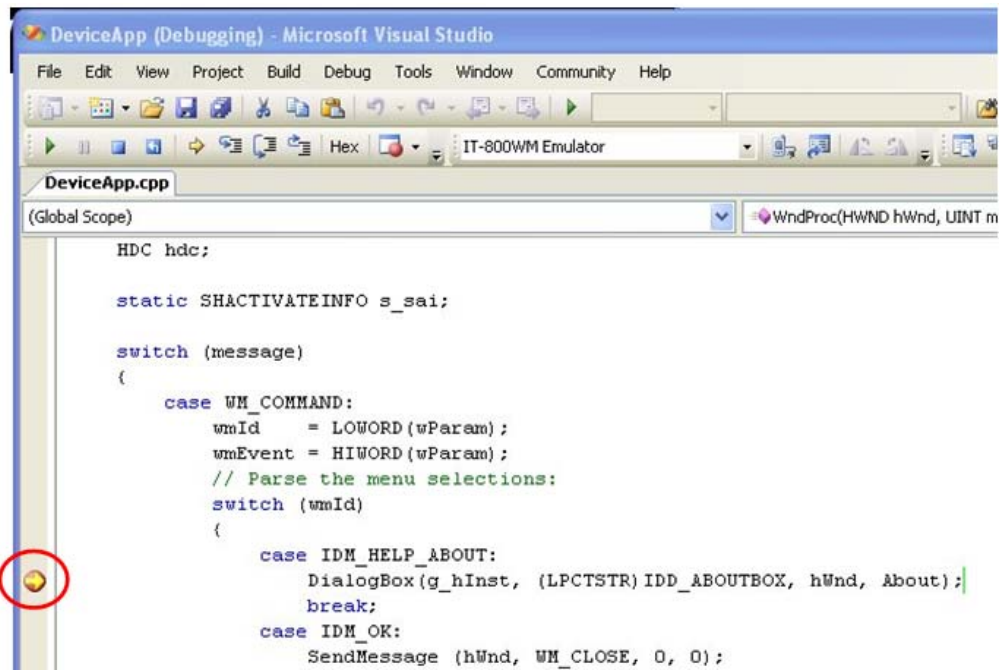 DeviceApp (Debugging) - Microsoft Visual Studio
File Edit View Project Build Debug Tools Window Community Help
Hex IT-800WM Emulator
DeviceApp.cpp
(Global Scope) WndProc(HWND hWnd, UINT m
HDC hdc;
static SHACTIVATEINFO s_sai;
switch (message)
{
case WM_COMMAND:
wmId = LOWORD(wParam);
wmEvent = HIWORD(wParam);
// Parse the menu selections:
switch (wmId)
{
case IDM_HELP_ABOUT:
DialogBox(g_hInst, (LPCTSTR)IDD_ABOUTBOX, hWnd, About);
break;
case IDM_OK:
SendMessage (hWnd, WM_CLOSE, 0, 0);